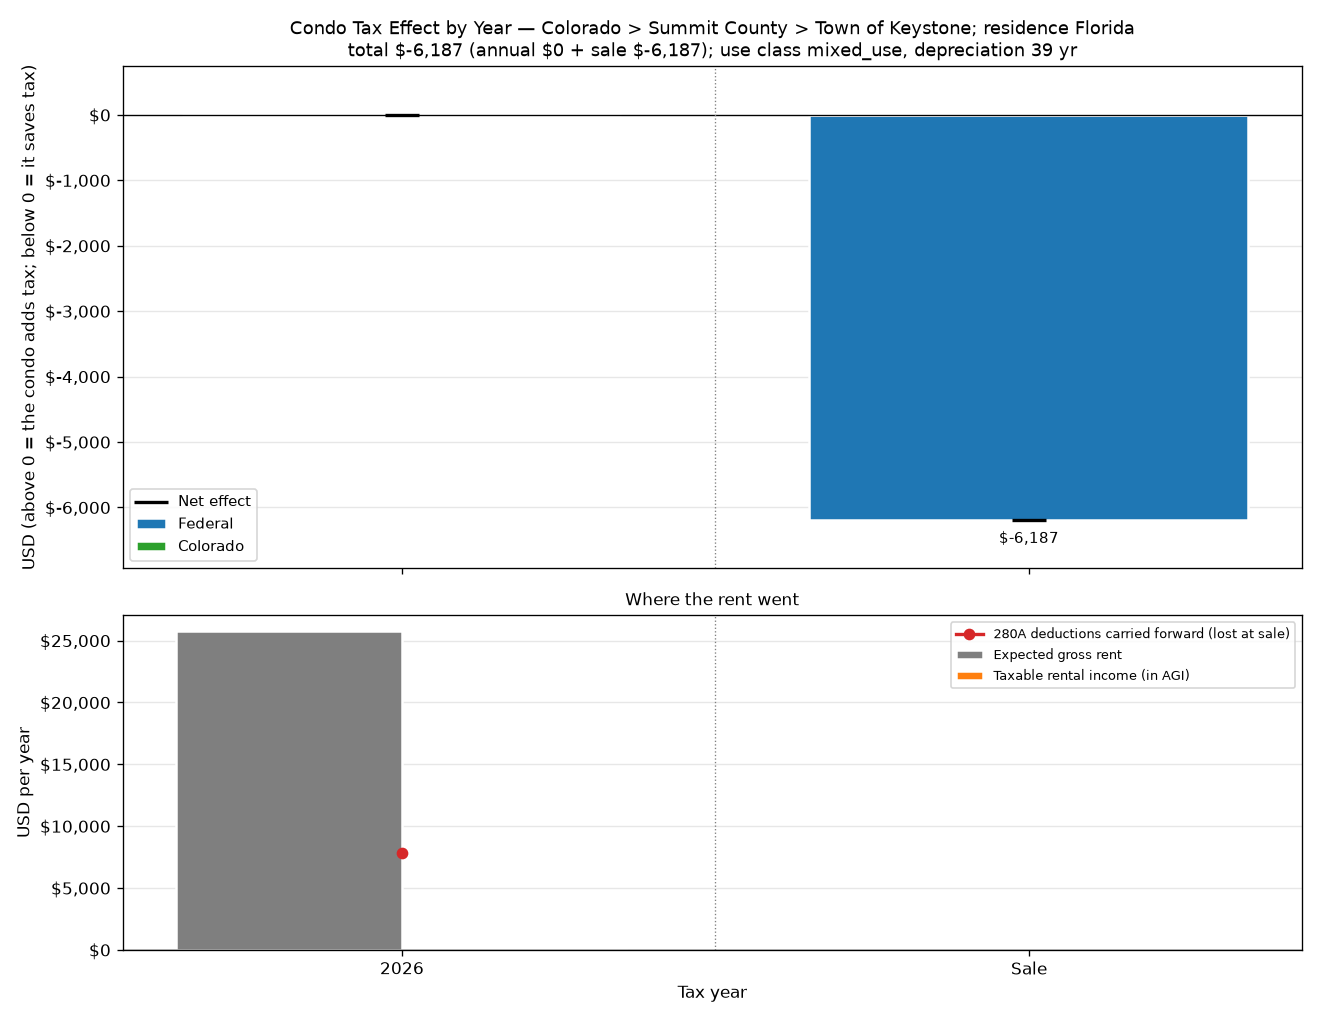 Condo Tax Effect by Year — Colorado > Summit County > Town of Keystone; residence Florida
total $-6,187 (annual $0 + sale $-6,187); use class mixed_use, depreciation 39 yr
USD (above 0 = the condo adds tax; below 0 = it saves tax)
$0
$-1,000
$-2,000
$-3,000
$-4,000
$-5,000
$-6,000
Net effect
Federal
Colorado
$-6,187
Where the rent went
USD per year
$25,000
$20,000
$15,000
$10,000
$5,000
$0
280A deductions carried forward (lost at sale)
Expected gross rent
Taxable rental income (in AGI)
2026
Sale
Tax year